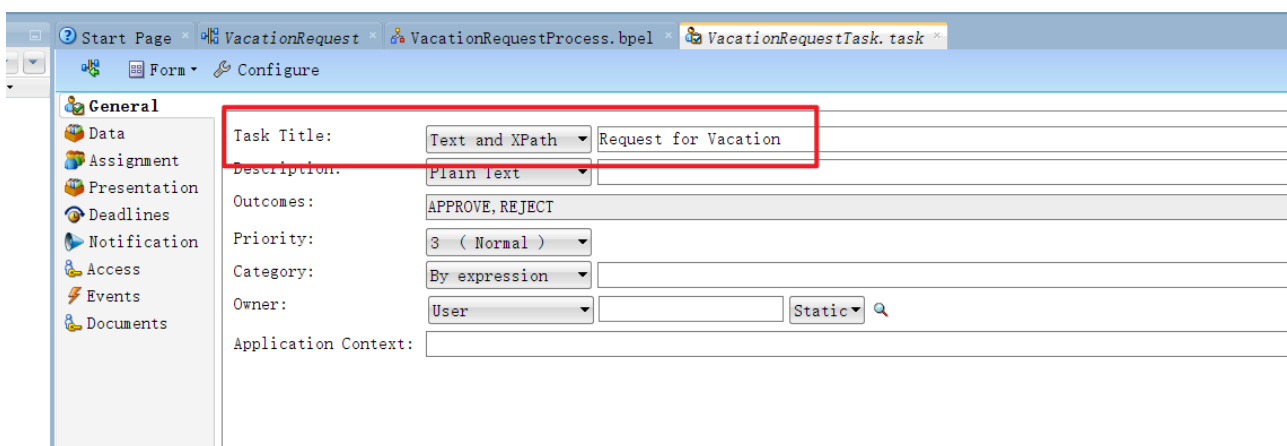 Start Page VacationRequest VacationRequestProcess.bpel VacationRequestTask.task
Form Configure
General
Data
Assignment
Presentation
Deadlines
Notification
Access
Events
Documents
Task Title: Text and XPath Request for Vacation
Description: Plain Text
Outcomes: APPROVE,REJECT
Priority: 3 ( Normal )
Category: By expression
Owner: User Static
Application Context: